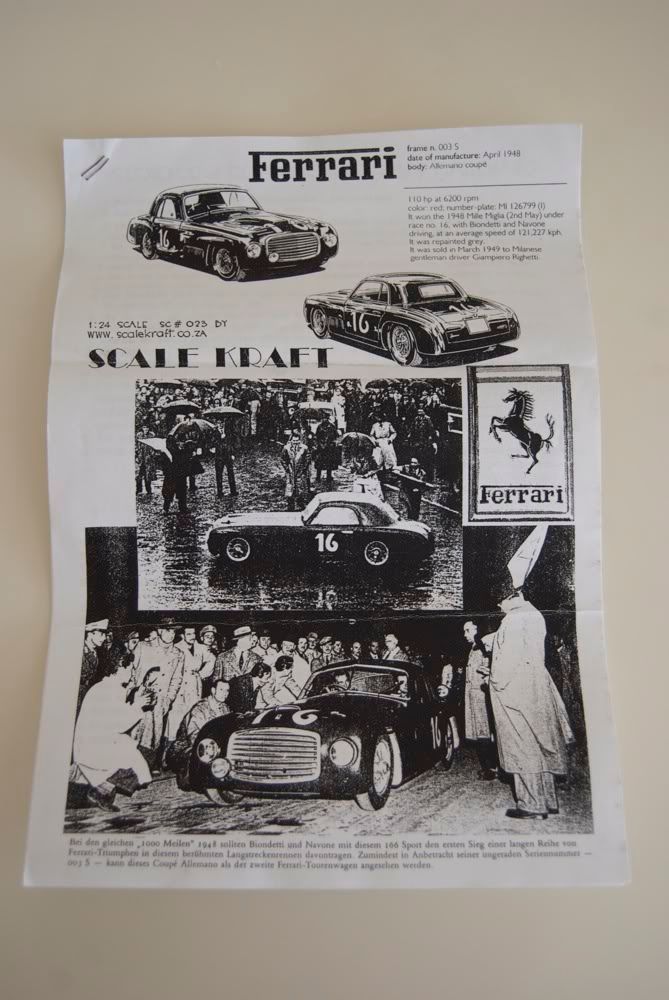 Ferrari
frame n. 003 S
date of manufacture: April 1948
body: Allemano coupé
110 hp at 6200 rpm
color: red; number-plate: MI 126799 (I)
It won the 1948 Mille Miglia (2nd May) under
race no. 16, with Biondetti and Navone
driving, at an average speed of 121,227 kph.
It was repainted grey.
It was sold in March 1949 to Milanese
gentleman driver Giampiero Righetti.
16
16
1:24 SCALE SC# 023 BY
WWW. scalekraft.co.ZA
SCALE KRAFT
16
Ferrari
16
16
Bei den gleichen „1000 Meilen" 1948 sollten Biondetti und Navone mit diesem 166 Sport den ersten Sieg einer langen Reihe von
Ferrari-Triumphen in diesem berühmten Langstreckenrennen davontragen. Zumindest in Anbetracht seiner ungeraden Seriennummer —
003 S — kann dieses Coupé Allemano als der zweite Ferrari-Tourenwagen angesehen werden.